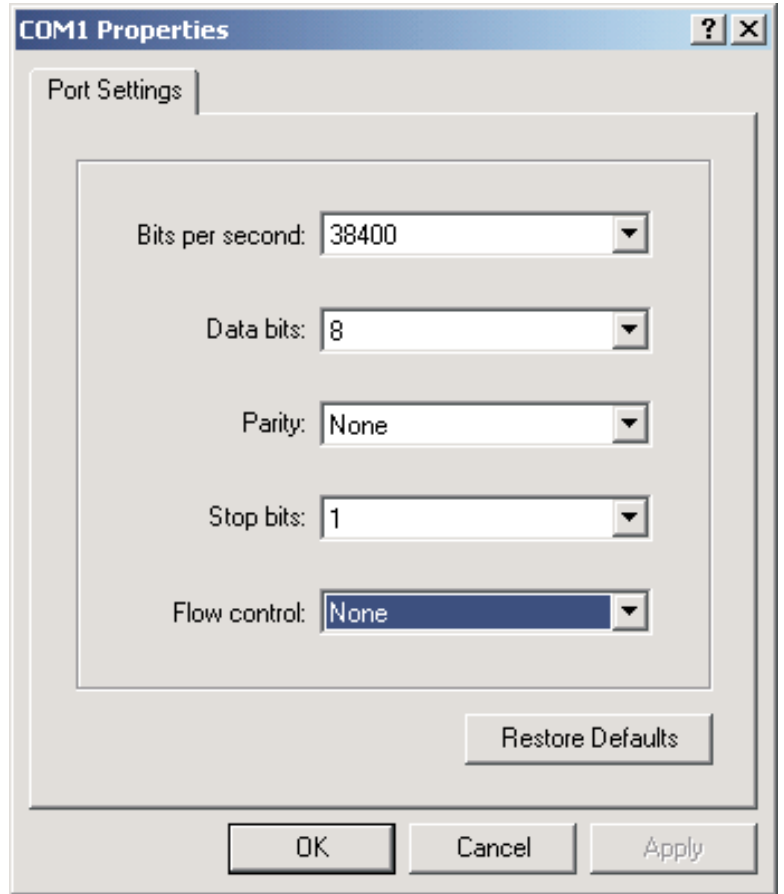 COM1 Properties
Port Settings
Bits per second: 38400
Data bits: 8
Parity: None
Stop bits: 1
Flow control: None
Restore Defaults
OK Cancel Apply